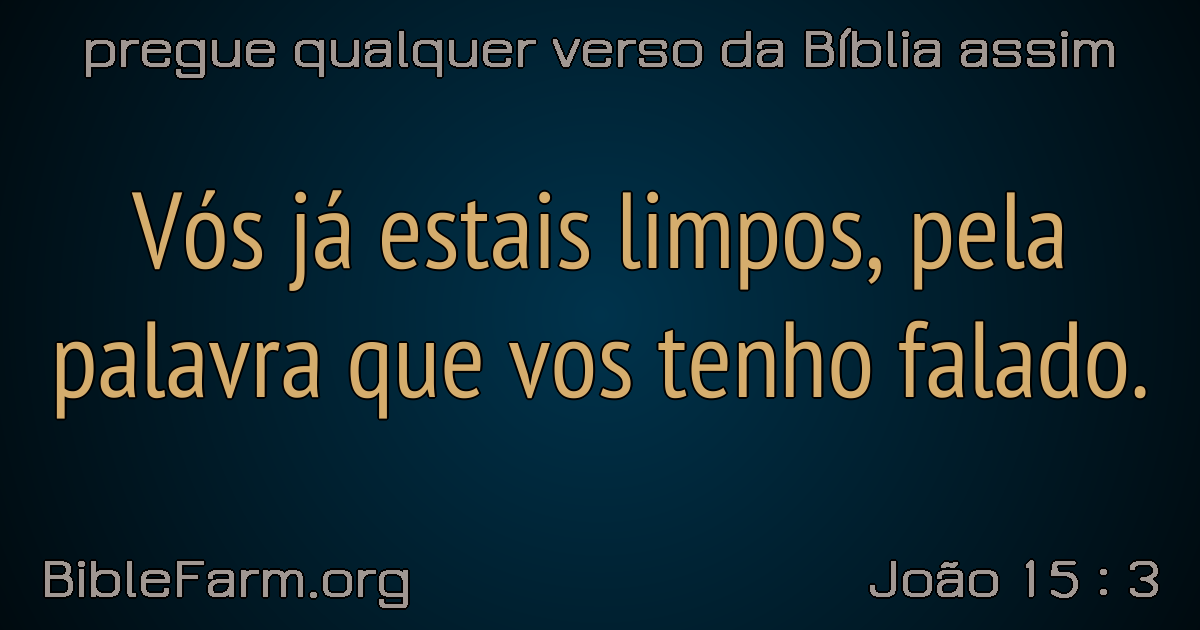 pregue qualquer verso da Bíblia assim
Vós já estais limpos, pela
palavra que vos tenho falado.
BibleFarm.org
João 15 : 3